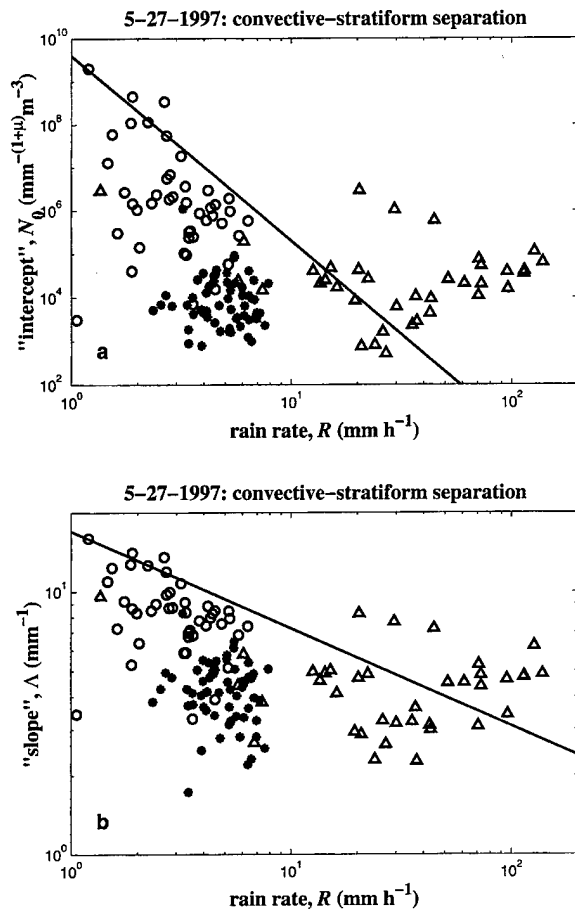 5–27–1997: convective–stratiform separation
10^10
10^8
10^6
10^4
10^2
"intercept", N_0 (mm^−(1+μ) m^−3)
a
10^0
10^1
10^2
rain rate, R (mm h^−1)
5–27–1997: convective–stratiform separation
10^1
10^0
"slope", Λ (mm^−1)
b
10^0
10^1
10^2
rain rate, R (mm h^−1)